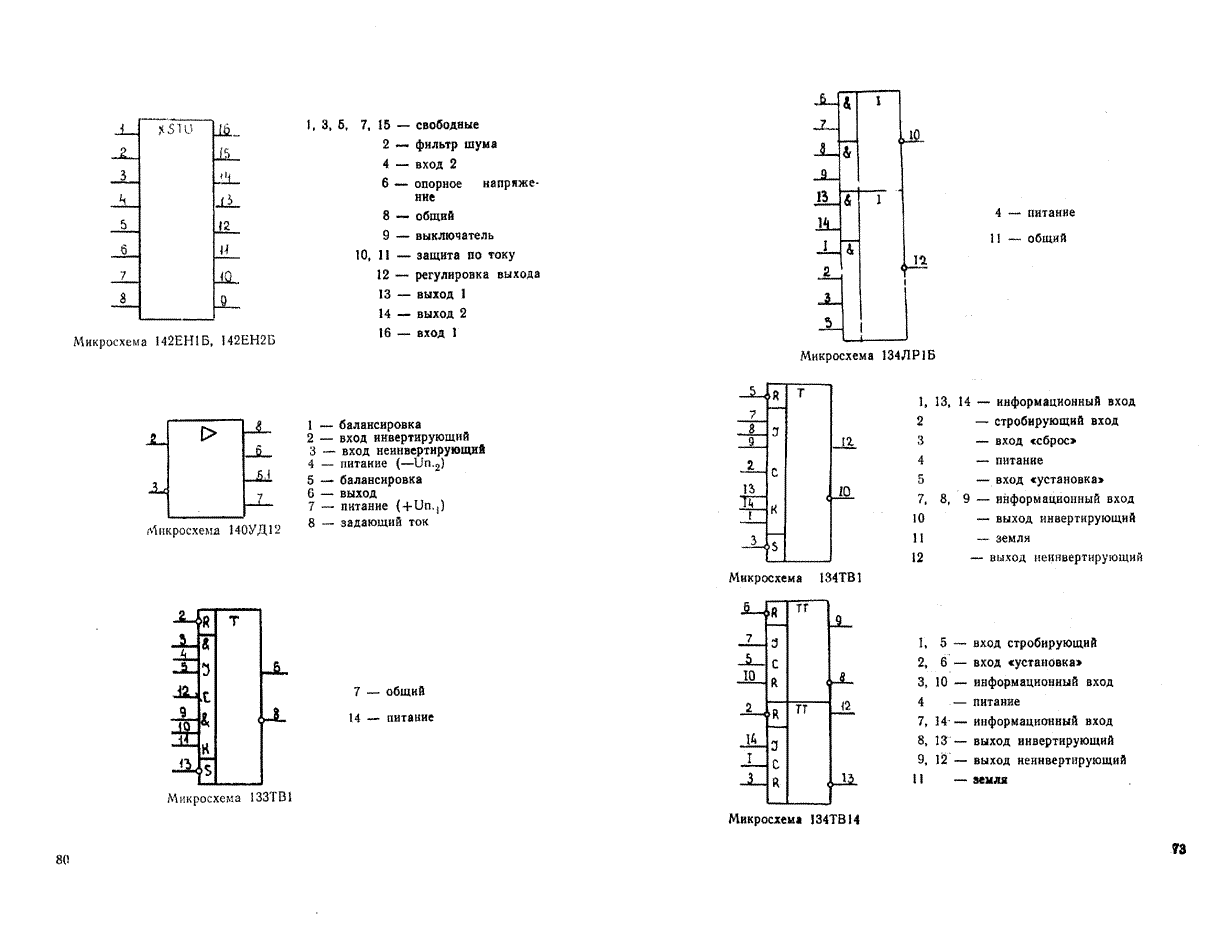 1 XSTU 16
2 15
3 14
4 13
5 12
6 11
7 10
8 9
1, 3, 5, 7, 15 — свободные
2 — фильтр шума
4 — вход 2
6 — опорное напряже-
ние
8 — общий
9 — выключатель
10, 11 — защита по току
12 — регулировка выхода
13 — выход 1
14 — выход 2
16 — вход 1
Микросхема 142ЕН1Б, 142ЕН2Б
2 ▷ 8
6
5.1
3 7
1 — балансировка
2 — вход инвертирующий
3 — вход неинвертирующий
4 — питание (—Uп.₂)
5 — балансировка
6 — выход
7 — питание (+Uп.₁)
8 — задающий ток
Микросхема 140УД12
2 R T
3 &
4
5 J 6
12 C
9 & 8
10
11 K
13 S
7 — общий
14 — питание
Микросхема 133ТВ1
80
6 & 1
7 10
8 &
9
13 & 1
14
1 & 12
2
3
5
4 — питание
11 — общий
Микросхема 134ЛР1Б
5 R T
7
8 J
9 12
2 C
13 10
14 K
1
3 S
1, 13, 14 — информационный вход
2 — стробирующий вход
3 — вход «сброс»
4 — питание
5 — вход «установка»
7, 8, 9 — информационный вход
10 — выход инвертирующий
11 — земля
12 — выход неинвертирующий
Микросхема 134ТВ1
6 R TT 9
7 J
5 C
10 R 8
2 R TT 12
14 J
1 C
3 R 13
1, 5 — вход стробирующий
2, 6 — вход «установка»
3, 10 — информационный вход
4 — питание
7, 14 — информационный вход
8, 13 — выход инвертирующий
9, 12 — выход неинвертирующий
11 — земля
Микросхема 134ТВ14
73